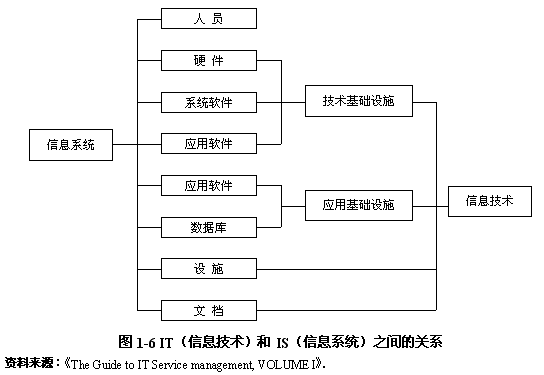 人 员
硬 件
系统软件
技术基础设施
信息系统
应用软件
应用软件
应用基础设施
信息技术
数据库
设 施
文 档
图 1-6 IT（信息技术）和 IS（信息系统）之间的关系
资料来源：《The Guide to IT Service management, VOLUME I》.